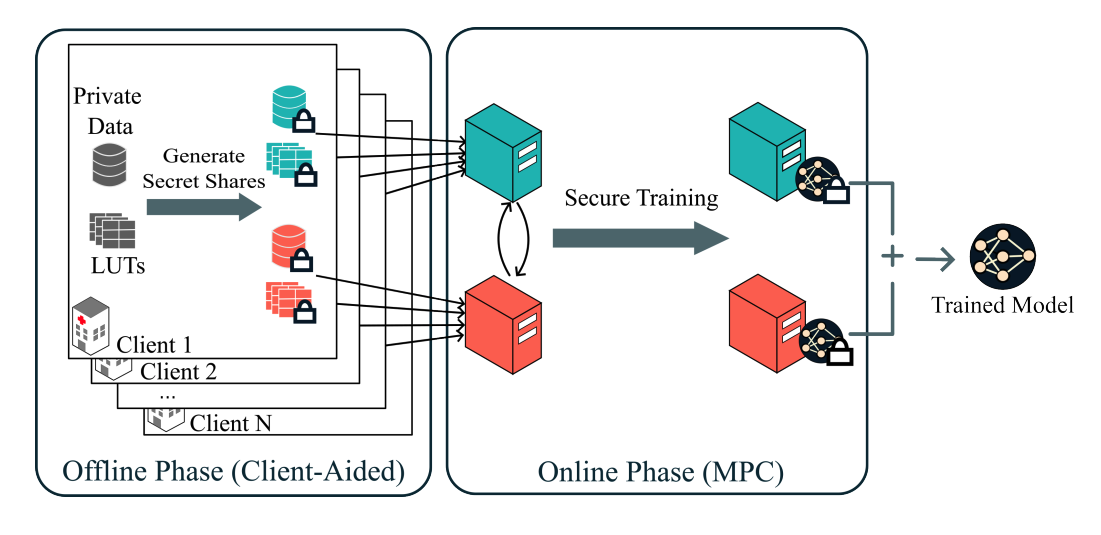 Private
Data
Generate
Secret Shares
LUTs
Client 1
Client 2
...
Client N
Offline Phase (Client-Aided)
Secure Training
Online Phase (MPC)
+
Trained Model